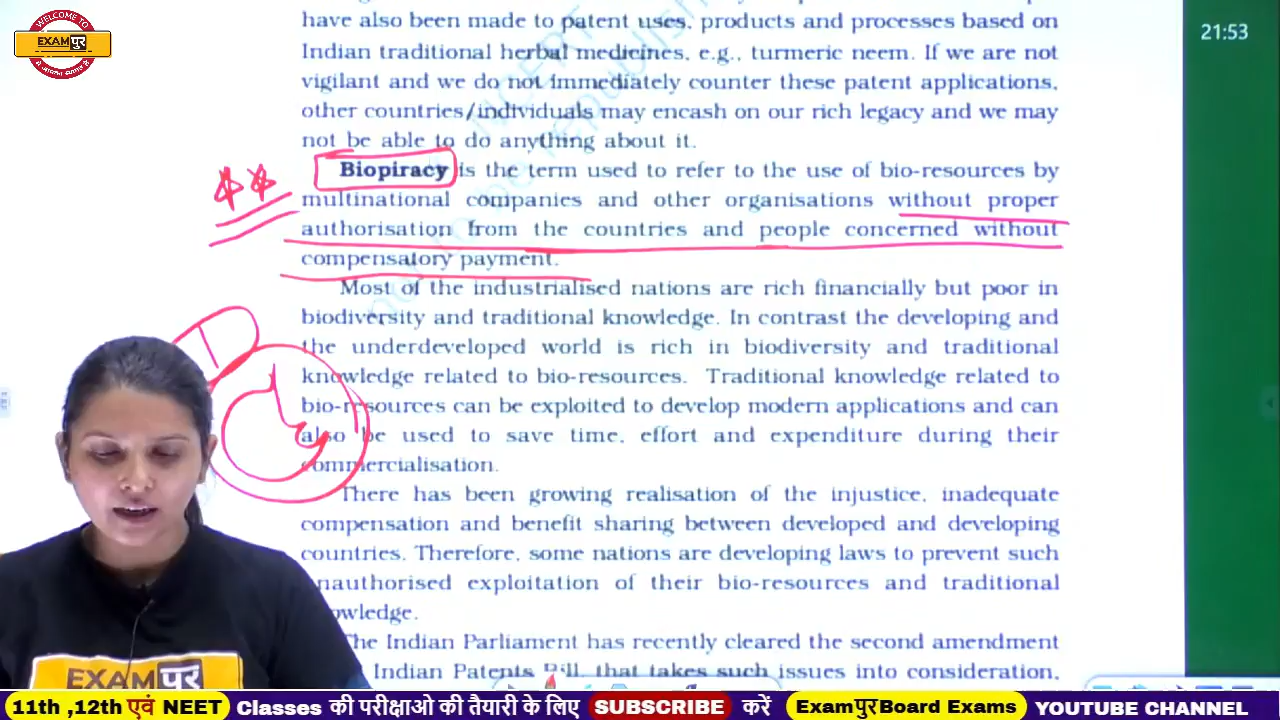 WELCOME TO
EXAMपुर
21:53
have also been made to patent uses, products and processes based on
Indian traditional herbal medicines, e.g., turmeric neem. If we are not
vigilant and we do not immediately counter these patent applications,
other countries/individuals may encash on our rich legacy and we may
not be able to do anything about it.
Biopiracy is the term used to refer to the use of bio-resources by
multinational companies and other organisations without proper
authorisation from the countries and people concerned without
compensatory payment.
Most of the industrialised nations are rich financially but poor in
biodiversity and traditional knowledge. In contrast the developing and
the underdeveloped world is rich in biodiversity and traditional
knowledge related to bio-resources. Traditional knowledge related to
bio-resources can be exploited to develop modern applications and can
also be used to save time, effort and expenditure during their
commercialisation.
There has been growing realisation of the injustice, inadequate
compensation and benefit sharing between developed and developing
countries. Therefore, some nations are developing laws to prevent such
nauthorised exploitation of their bio-resources and traditional
owledge.
he Indian Parliament has recently cleared the second amendment
Indian Patents Bill, that takes such issues into consideration,
EXAMपुर
11th ,12th एवं NEET Classes की परीक्षाओ की तैयारी के लिए SUBSCRIBE करें ExamपुरBoard Exams YOUTUBE CHANNEL